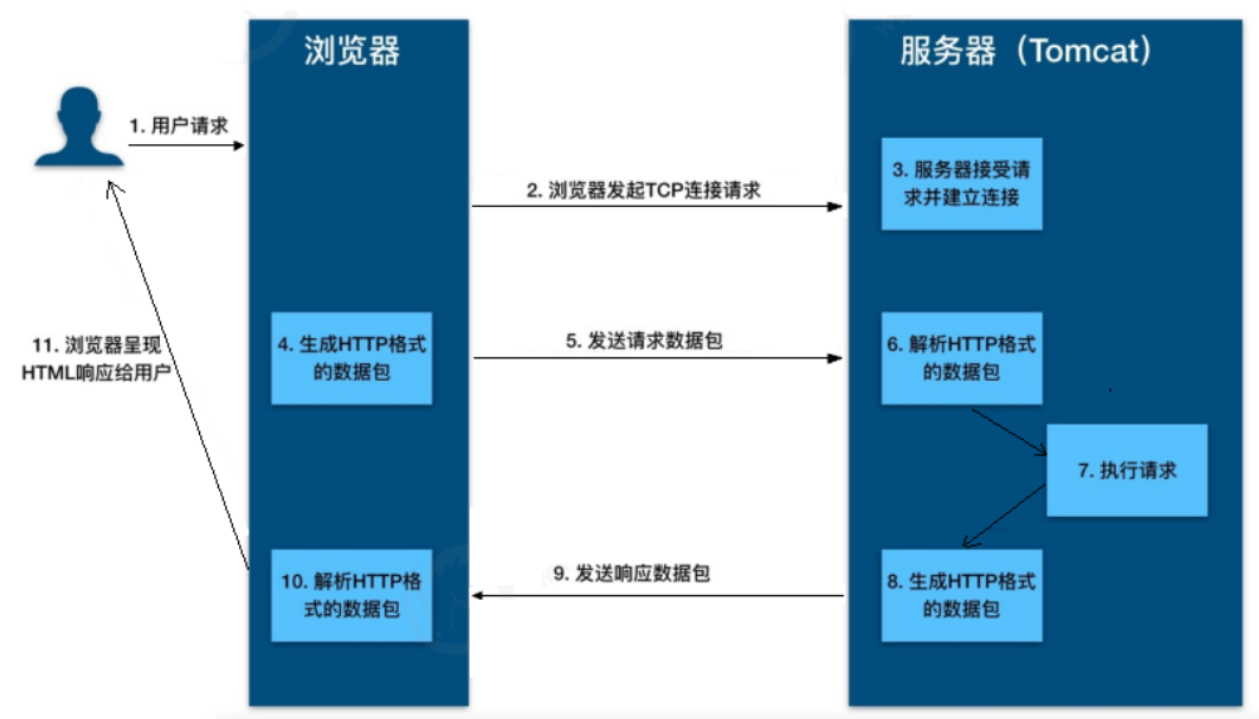 浏览器
服务器（Tomcat）
1. 用户请求
2. 浏览器发起TCP连接请求
3. 服务器接受请
求并建立连接
4. 生成HTTP格式
的数据包
5. 发送请求数据包
6. 解析HTTP格式
的数据包
7. 执行请求
8. 生成HTTP格式
的数据包
9. 发送响应数据包
10. 解析HTTP格
式的数据包
11. 浏览器呈现
HTML响应给用户